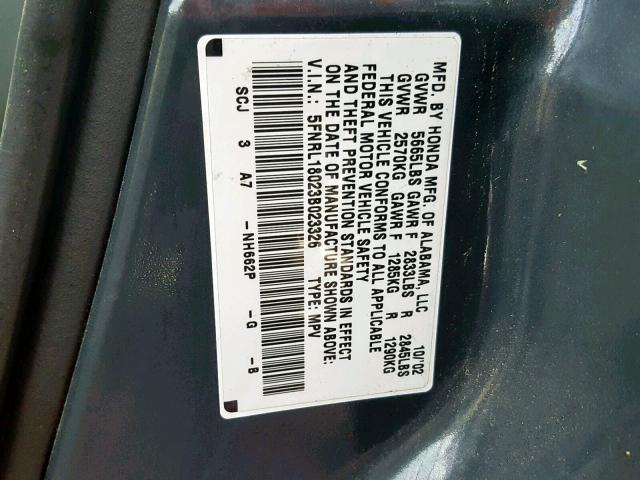 MFD. BY HONDA MFG. OF ALABAMA, LLC 10/'02
GVWR 5665LBS GAWR F 2833LBS R 2845LBS
GVWR 2570KG GAWR F 1285KG R 1290KG
THIS VEHICLE CONFORMS TO ALL APPLICABLE
FEDERAL MOTOR VEHICLE SAFETY
AND THEFT PREVENTION STANDARDS IN EFFECT
ON THE DATE OF MANUFACTURE SHOWN ABOVE:
V.I.N.: 5FNRL18023B023326 TYPE: MPV
SCJ 3 A7 -NH662P -G -B